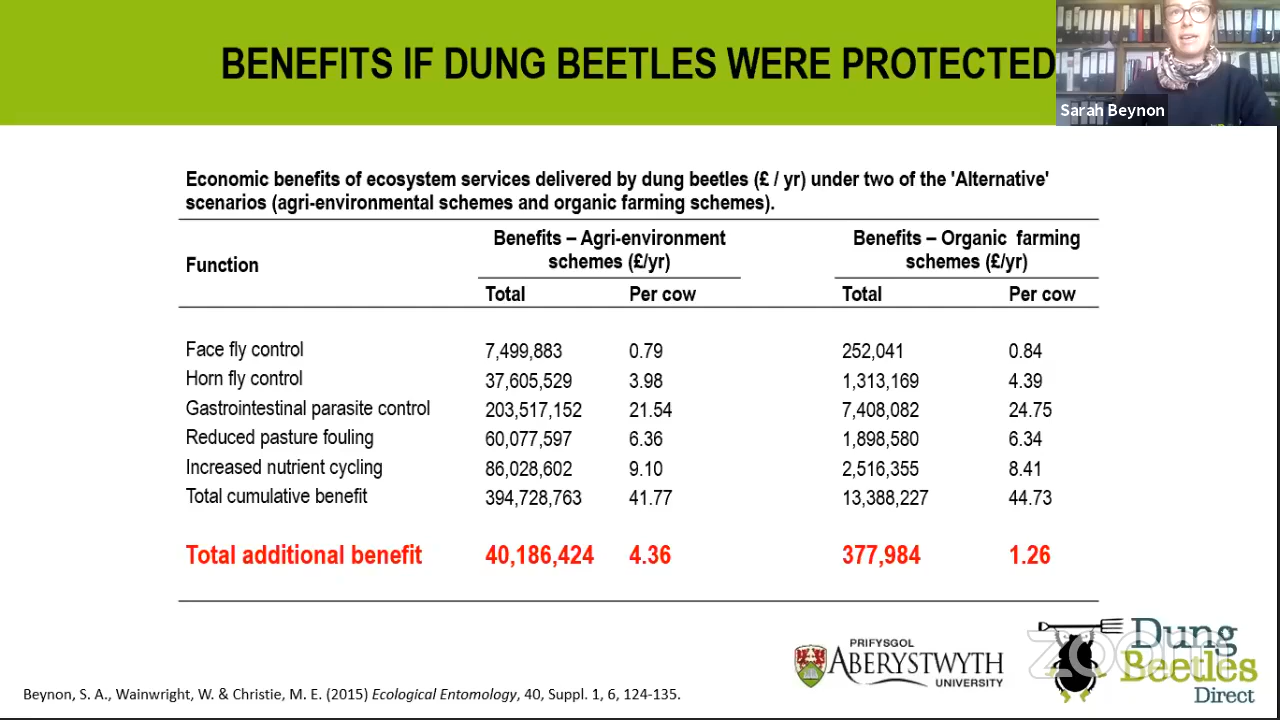 BENEFITS IF DUNG BEETLES WERE PROTECTED
Sarah Beynon
Economic benefits of ecosystem services delivered by dung beetles (£ / yr) under two of the 'Alternative'
scenarios (agri-environmental schemes and organic farming schemes).
Function
Benefits – Agri-environment
schemes (£/yr)
Benefits – Organic farming
schemes (£/yr)
Total Per cow Total Per cow
Face fly control 7,499,883 0.79 252,041 0.84
Horn fly control 37,605,529 3.98 1,313,169 4.39
Gastrointestinal parasite control 203,517,152 21.54 7,408,082 24.75
Reduced pasture fouling 60,077,597 6.36 1,898,580 6.34
Increased nutrient cycling 86,028,602 9.10 2,516,355 8.41
Total cumulative benefit 394,728,763 41.77 13,388,227 44.73
Total additional benefit 40,186,424 4.36 377,984 1.26
PRIFYSGOL
ABERYSTWYTH
UNIVERSITY
Dung
Beetles
Direct
zoom
Beynon, S. A., Wainwright, W. & Christie, M. E. (2015) Ecological Entomology, 40, Suppl. 1, 6, 124-135.